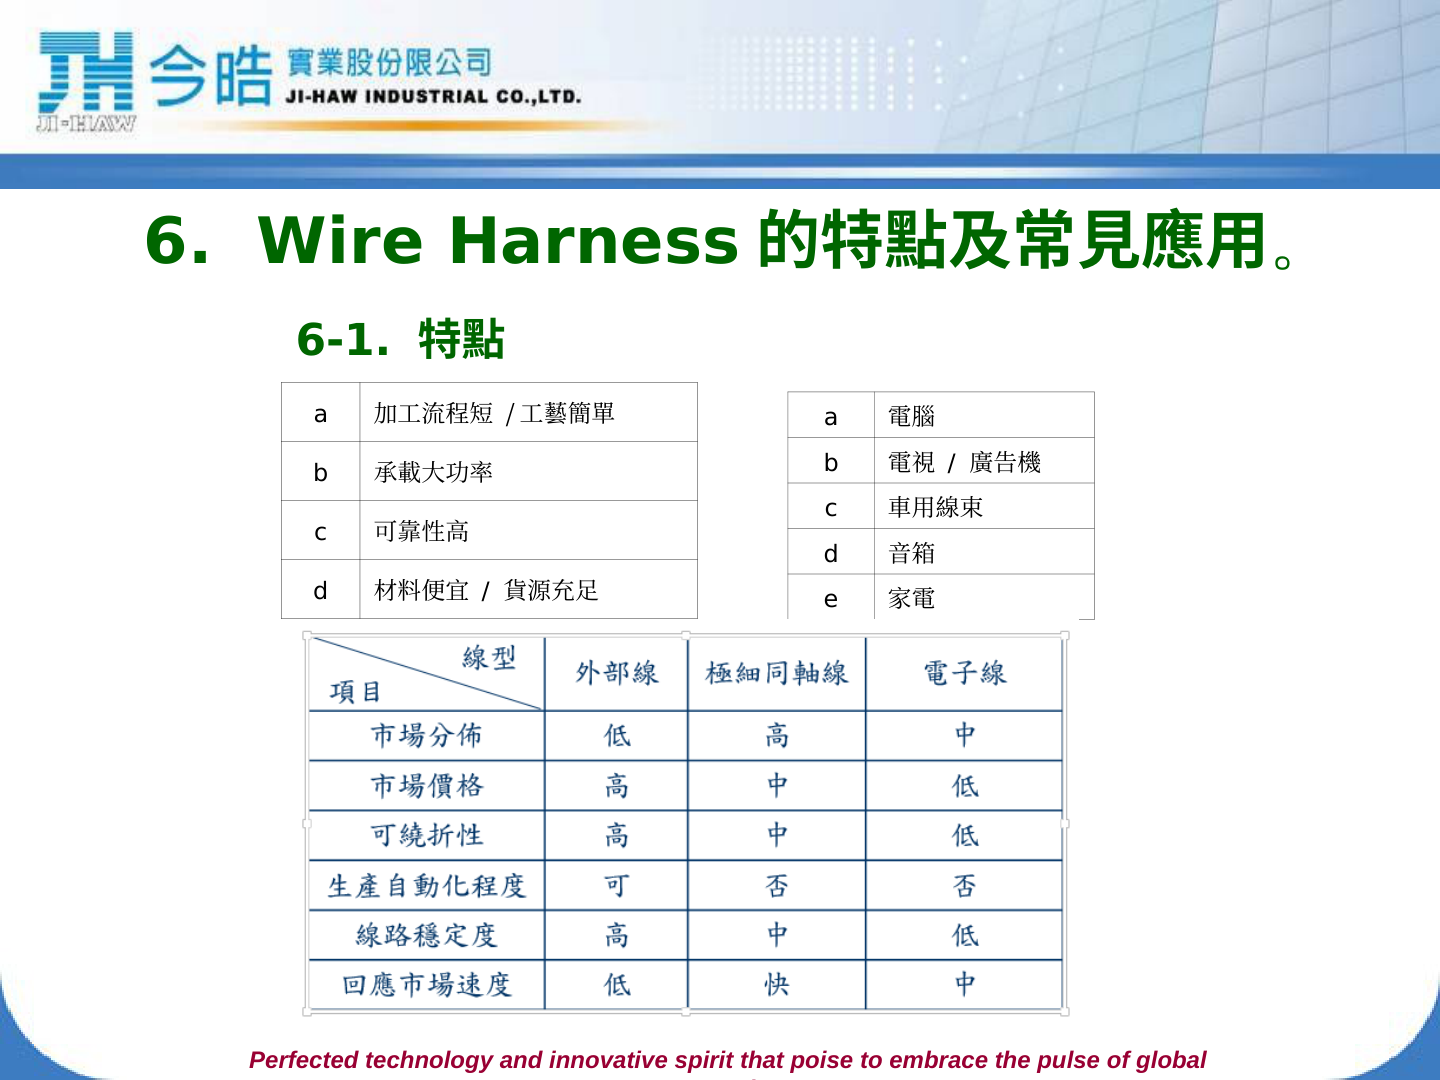 JI-HAW
今皓 實業股份限公司
JI-HAW INDUSTRIAL CO.,LTD.
6. Wire Harness 的特點及常見應用。
6-1. 特點
a 加工流程短 / 工藝簡單
b 承載大功率
c 可靠性高
d 材料便宜 / 貨源充足
a 電腦
b 電視 / 廣告機
c 車用線束
d 音箱
e 家電
線型
項目 外部線 極細同軸線 電子線
市場分佈 低 高 中
市場價格 高 中 低
可繞折性 高 中 低
生產自動化程度 可 否 否
線路穩定度 高 中 低
回應市場速度 低 快 中
Perfected technology and innovative spirit that poise to embrace the pulse of global